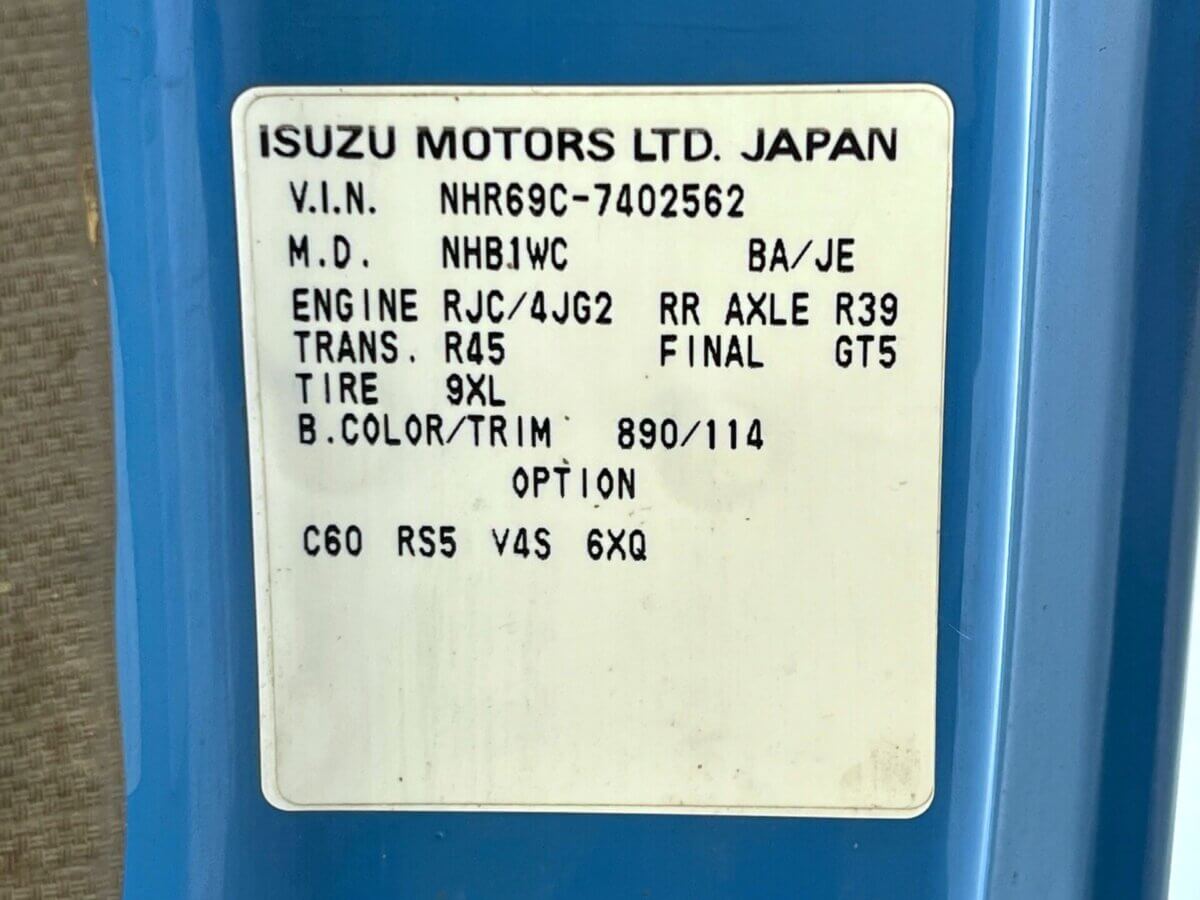 ISUZU MOTORS LTD. JAPAN
V.I.N. NHR69C-7402562
M.D. NHB1WC BA/JE
ENGINE RJC/4JG2 RR AXLE R39
TRANS. R45 FINAL GT5
TIRE 9XL
B.COLOR/TRIM 890/114
OPTION
C60 RS5 V4S 6XQ